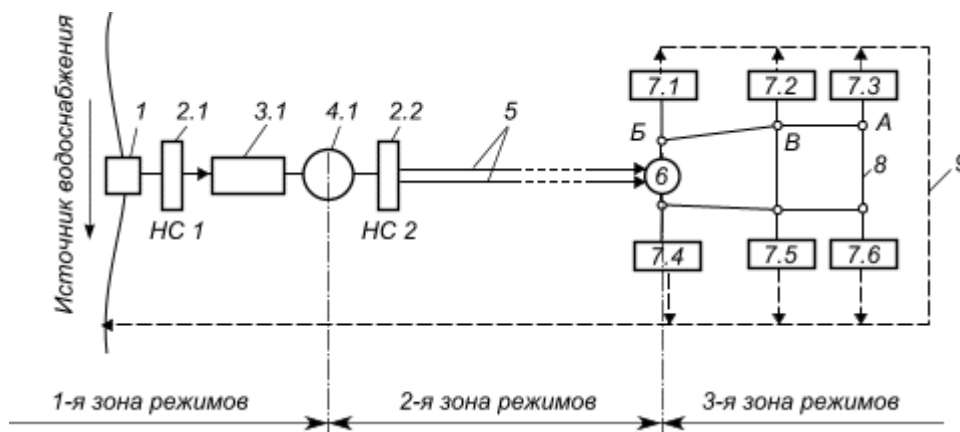 Источник водоснабжения
1
2.1
3.1
4.1
2.2
5
НС 1
НС 2
7.1
7.2
7.3
Б
В
А
6
8
9
7.4
7.5
7.6
1-я зона режимов
2-я зона режимов
3-я зона режимов